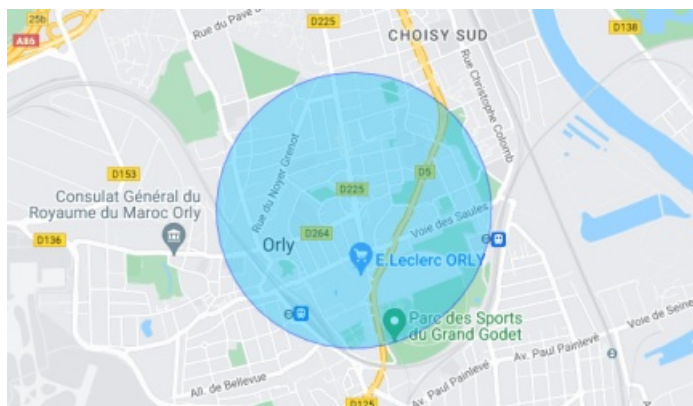 25b
A86
Rue du Pavé d
D225
CHOISY SUD
D138
Rue Christophe Colomb
Rue du Noyer Grenot
D153
D5
Consulat Général du
Royaume du Maroc Orly
D225
D136
D264
Voie des Saules
Orly
E.Leclerc ORLY
Parc des Sports
du Grand Godet
Voie de Seine
Av. Paul Painlevé
Av. Paul Painlevé
All. de Bellevue
D125